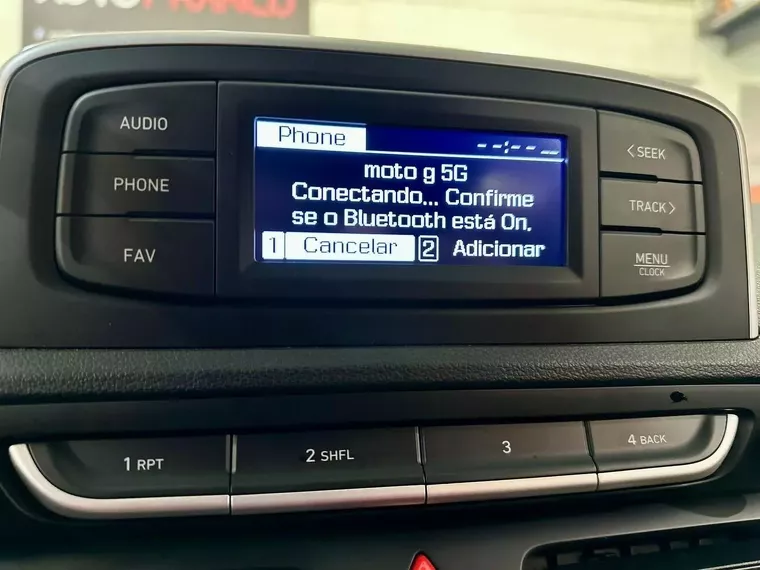 AUDIO
PHONE
FAV
Phone
--:-- --
moto g 5G
Conectando... Confirme
se o Bluetooth está On.
1 Cancelar 2 Adicionar
<SEEK
TRACK>
MENU
CLOCK
1 RPT
2 SHFL
3
4 BACK